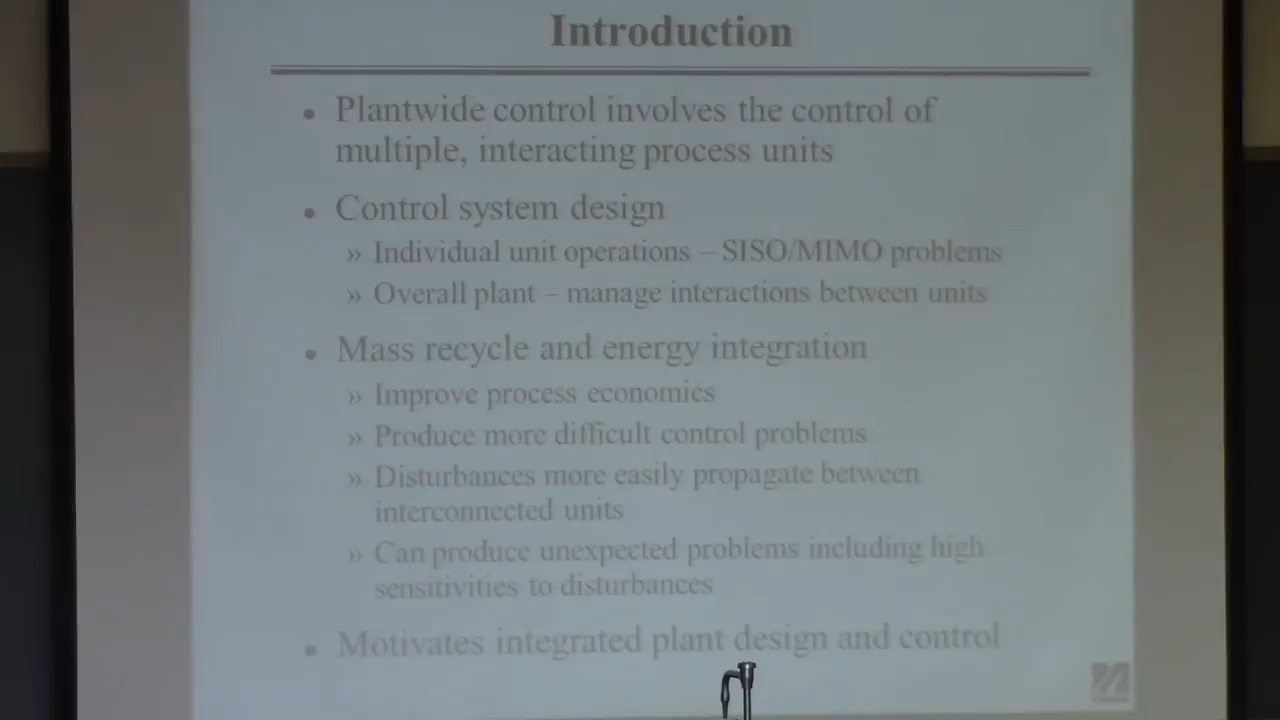 Introduction
• Plantwide control involves the control of
multiple, interacting process units
• Control system design
» Individual unit operations – SISO/MIMO problems
» Overall plant – manage interactions between units
• Mass recycle and energy integration
» Improve process economics
» Produce more difficult control problems
» Disturbances more easily propagate between
interconnected units
» Can produce unexpected problems including high
sensitivities to disturbances
• Motivates integrated plant design and control